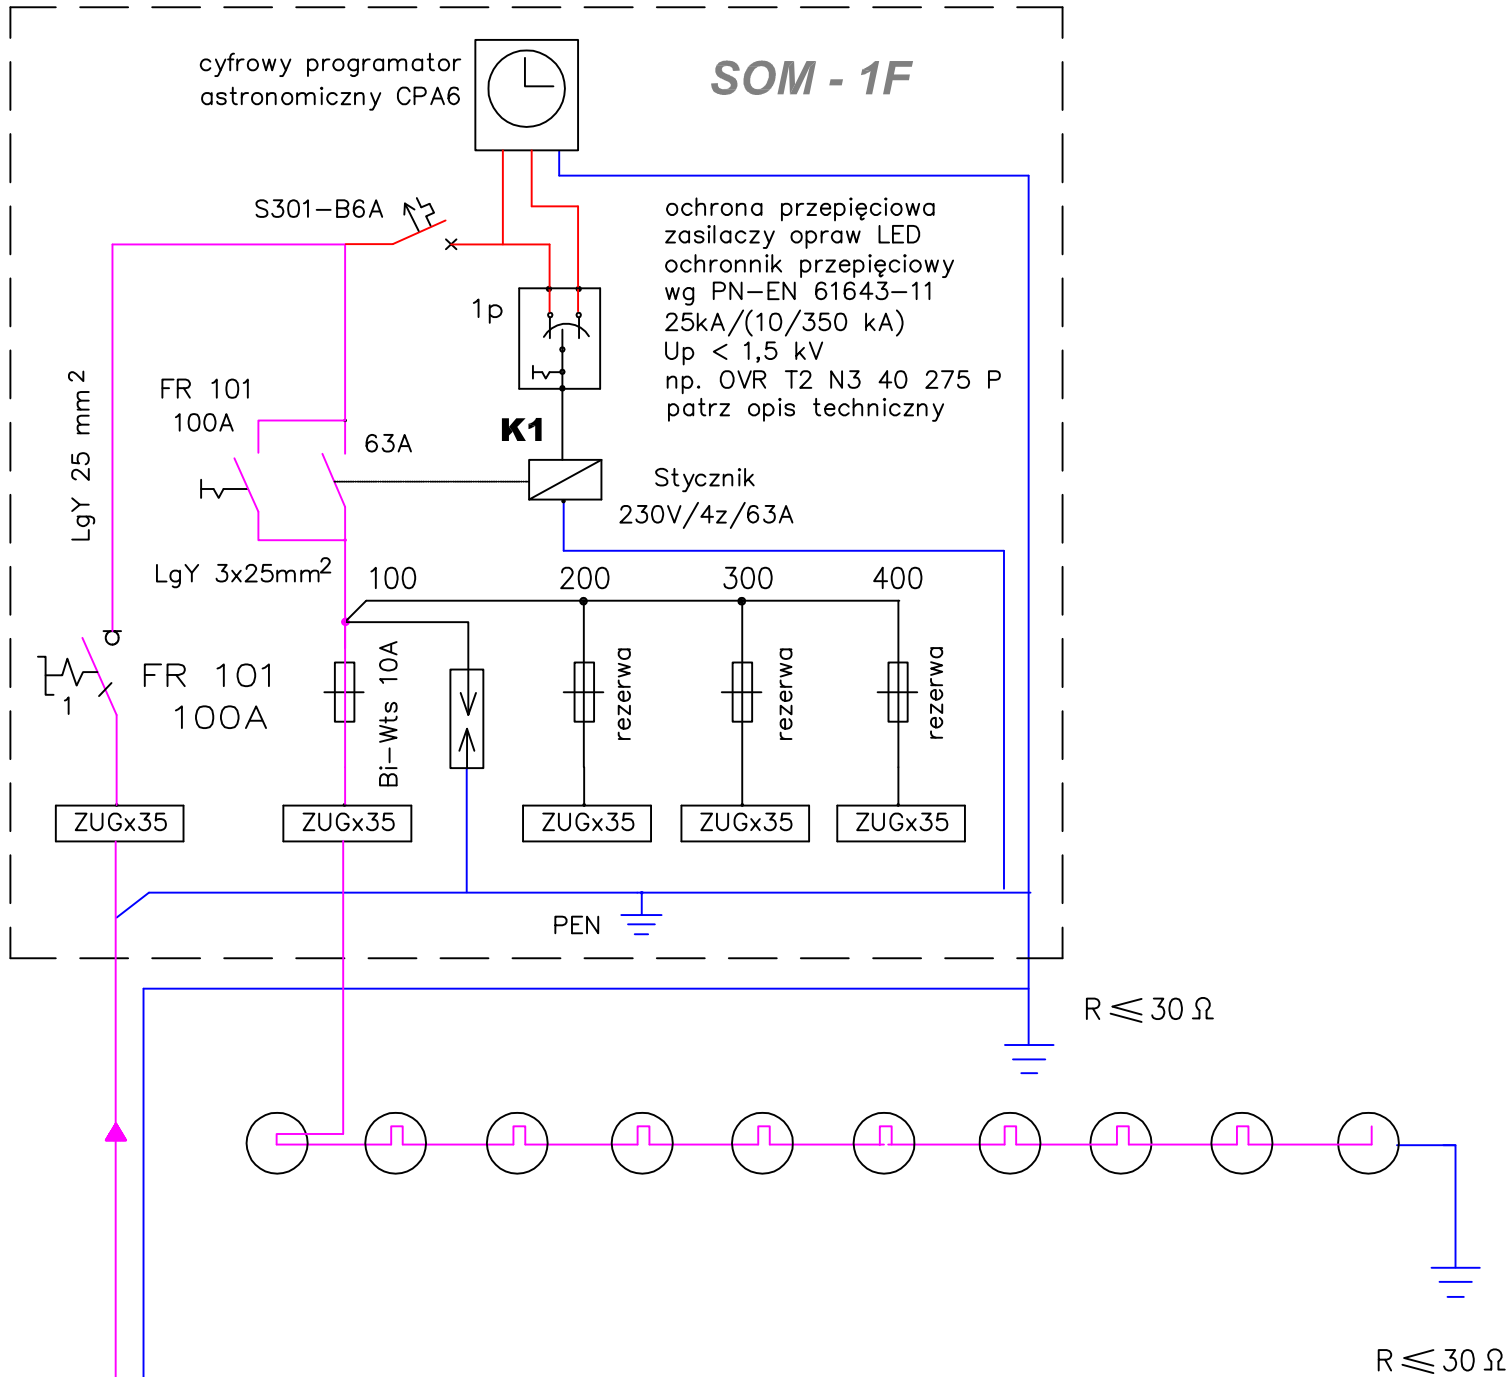 cyfrowy programator
astronomiczny CPA6
SOM - 1F
S301-B6A
ochrona przepięciowa
zasilaczy opraw LED
ochronnik przepięciowy
wg PN-EN 61643-11
25kA/(10/350 kA)
Up < 1,5 kV
np. OVR T2 N3 40 275 P
patrz opis techniczny
1p
LgY 25 mm²
FR 101
100A
63A
K1
Stycznik
230V/4z/63A
LgY 3x25mm²
100
200
300
400
FR 101
100A
1
Bi-Wts 10A
rezerwa
rezerwa
rezerwa
ZUGx35
ZUGx35
ZUGx35
ZUGx35
ZUGx35
PEN
R ⩽ 30 Ω
R ⩽ 30 Ω